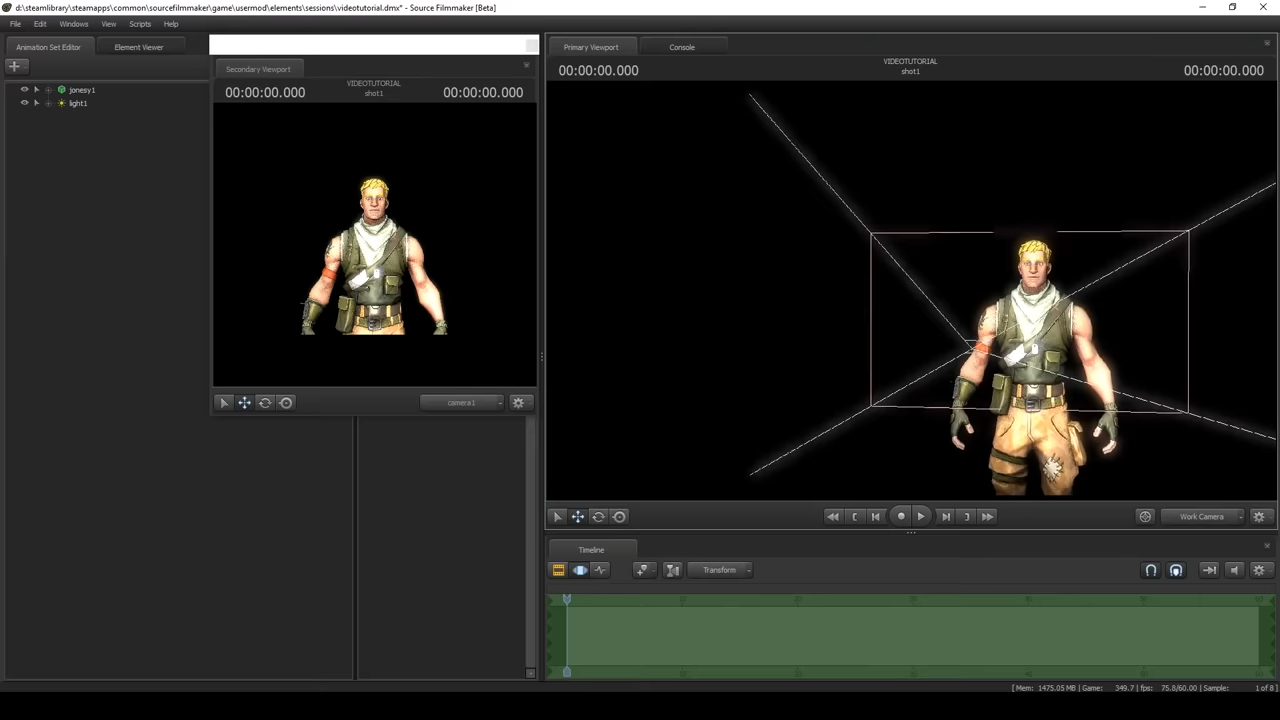 d:\steamlibrary\steamapps\common\sourcefilmmaker\game\usermod\elements\sessions\videotutorial.dmx* - Source Filmmaker [Beta]
File Edit Windows View Scripts Help
Animation Set Editor Element Viewer
jonesy1
light1
Secondary Viewport
VIDEOTUTORIAL
00:00:00.000 shot1 00:00:00.000
camera1
Primary Viewport Console
VIDEOTUTORIAL
00:00:00.000 shot1 00:00:00.000
Work Camera
Timeline
Transform
[ Mem: 1475.05 MB | Game: 349.7 | fps: 75.8/60.00 | Sample: 1 of 8 ]